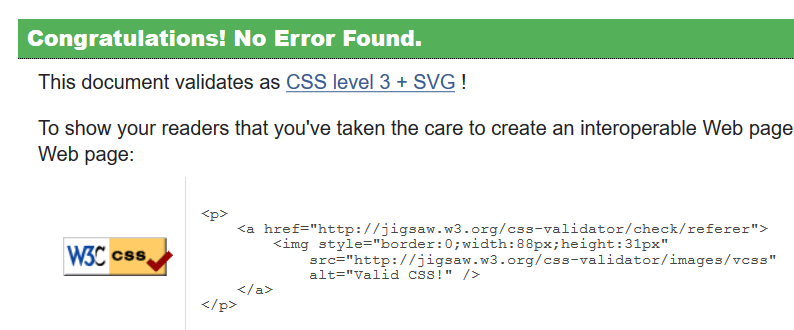 Congratulations! No Error Found.
This document validates as CSS level 3 + SVG !
To show your readers that you've taken the care to create an interoperable Web page
Web page:
W3C css
<p>
<a href="http://jigsaw.w3.org/css-validator/check/referer">
<img style="border:0;width:88px;height:31px"
src="http://jigsaw.w3.org/css-validator/images/vcss"
alt="Valid CSS!" />
</a>
</p>